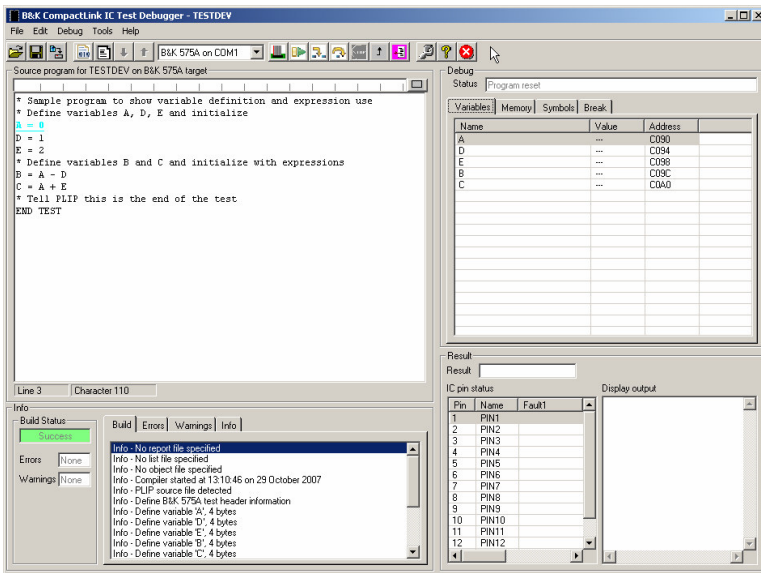 B&K CompactLink IC Test Debugger - TESTDEV
File Edit Debug Tools Help
B&K 575A on COM1
Source program for TESTDEV on B&K 575A target
* Sample program to show variable definition and expression use
* Define variables A, D, E and initialize
A = 0
D = 1
E = 2
* Define variables B and C and initialize with expressions
B = A - D
C = A + E
* Tell PLIP this is the end of the test
END TEST
Line 3 Character 110
Debug
Status Program reset
Variables Memory Symbols Break
Name Value Address
A --- C090
D --- C094
E --- C098
B --- C09C
C --- C0A0
Info
Build Status
Success
Errors None
Warnings None
Build Errors Warnings Info
Info - No report file specified
Info - No list file specified
Info - No object file specified
Info - Compiler started at 13:10:46 on 29 October 2007
Info - PLIP source file detected
Info - Define B&K 575A test header information
Info - Define variable 'A', 4 bytes
Info - Define variable 'D', 4 bytes
Info - Define variable 'E', 4 bytes
Info - Define variable 'B', 4 bytes
Info - Define variable 'C', 4 bytes
Result
Result
IC pin status
Display output
Pin Name Fault1
1 PIN1
2 PIN2
3 PIN3
4 PIN4
5 PIN5
6 PIN6
7 PIN7
8 PIN8
9 PIN9
10 PIN10
11 PIN11
12 PIN12